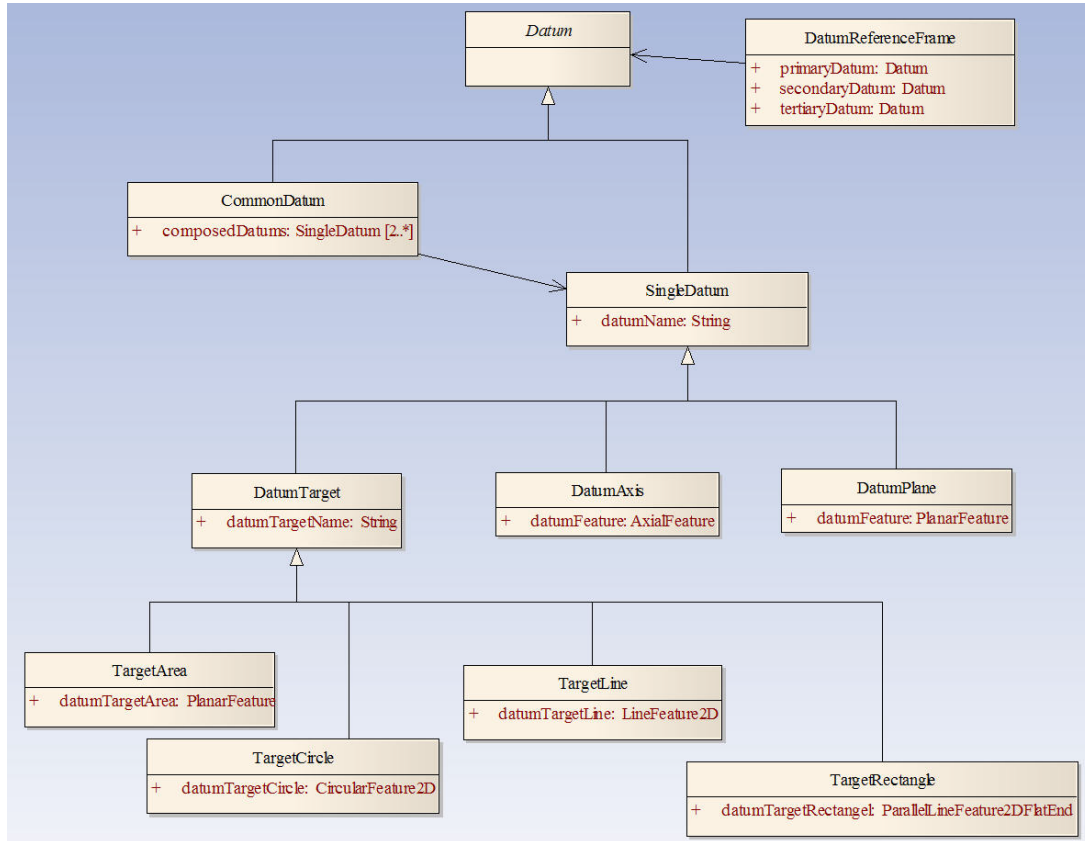 Datum
DatumReferenceFrame
+ primaryDatum: Datum
+ secondaryDatum: Datum
+ tertiaryDatum: Datum
CommonDatum
+ composedDatums: SingleDatum [2..*]
SingleDatum
+ datumName: String
DatumTarget
+ datumTargetName: String
DatumAxis
+ datumFeature: AxialFeature
DatumPlane
+ datumFeature: PlanarFeature
TargetArea
+ datumTargetArea: PlanarFeature
TargetLine
+ datumTargetLine: LineFeature2D
TargetCircle
+ datumTargetCircle: CircularFeature2D
TargetRectangle
+ datumTargetRectangel: ParallelLineFeature2DFlatEnd